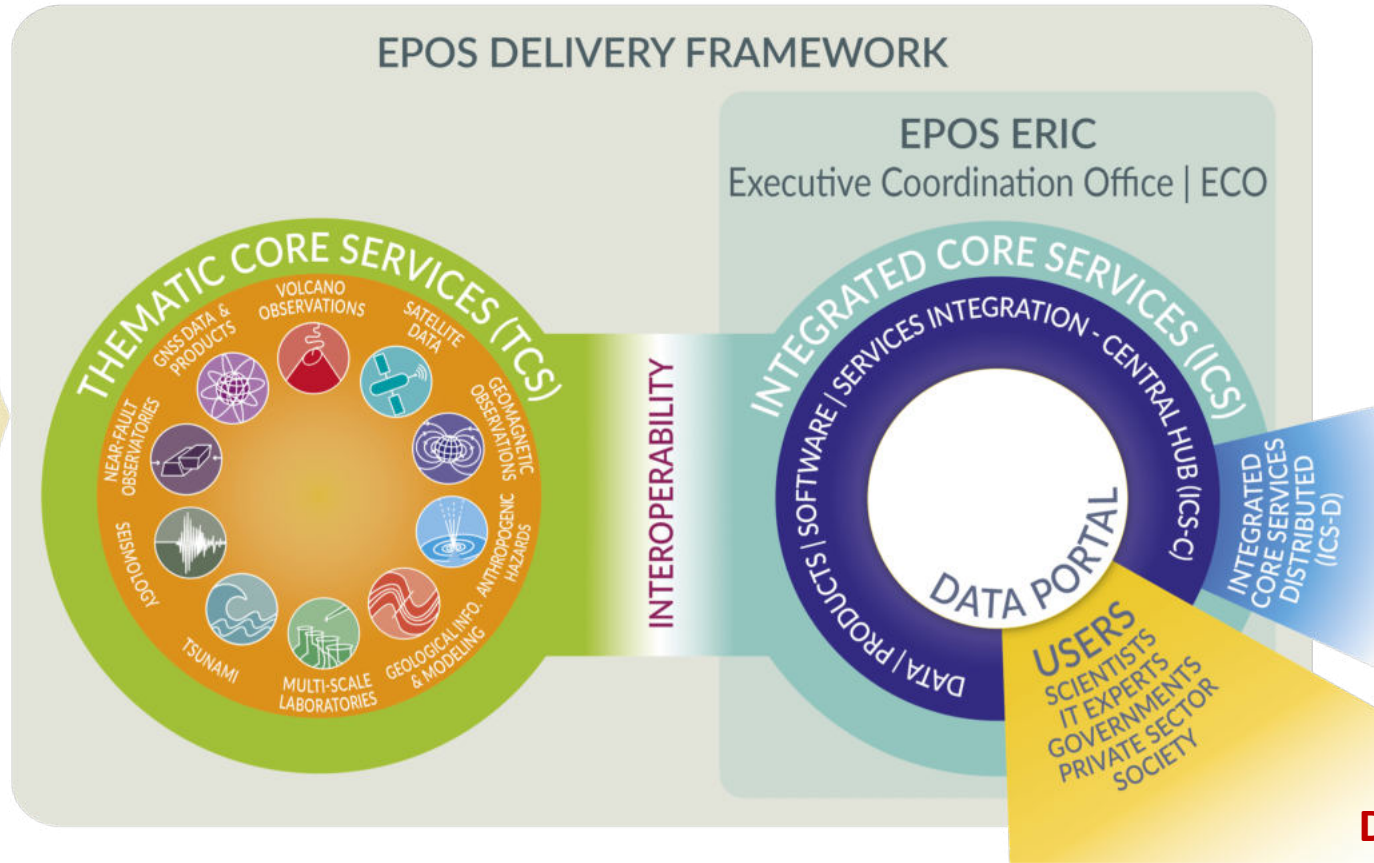 EPOS DELIVERY FRAMEWORK
EPOS ERIC
Executive Coordination Office | ECO
THEMATIC CORE SERVICES (TCS)
VOLCANO
OBSERVATIONS
SATELLITE
DATA
GEOMAGNETIC
OBSERVATIONS
ANTHROPOGENIC
HAZARDS
GEOLOGICAL INFO.
& MODELING
MULTI-SCALE
LABORATORIES
TSUNAMI
SEISMOLOGY
NEAR-FAULT
OBSERVATORIES
GNSS DATA &
PRODUCTS
INTEROPERABILITY
INTEGRATED CORE SERVICES (ICS)
DATA | PRODUCTS | SOFTWARE | SERVICES INTEGRATION - CENTRAL HUB (ICS-C)
DATA PORTAL
INTEGRATED
CORE SERVICES
DISTRIBUTED
(ICS-D)
USERS
SCIENTISTS
IT EXPERTS
GOVERNMENTS
PRIVATE SECTOR
SOCIETY